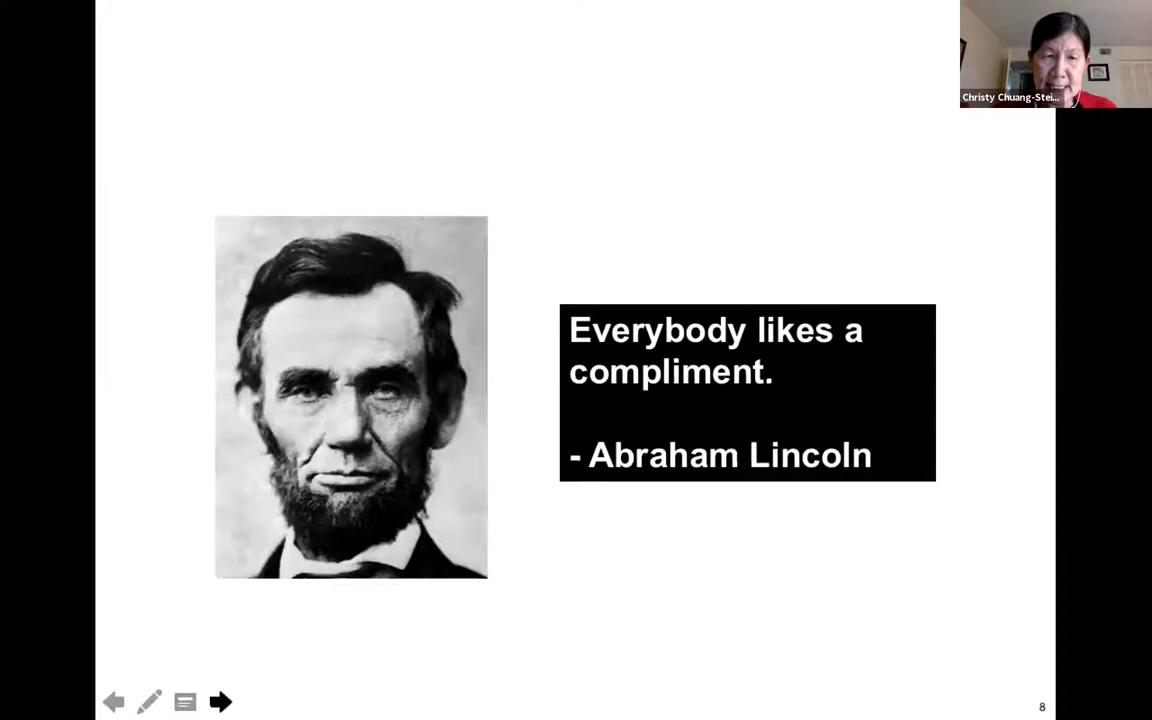 Christy Chuang-Stei...
Everybody likes a
compliment.
- Abraham Lincoln
8